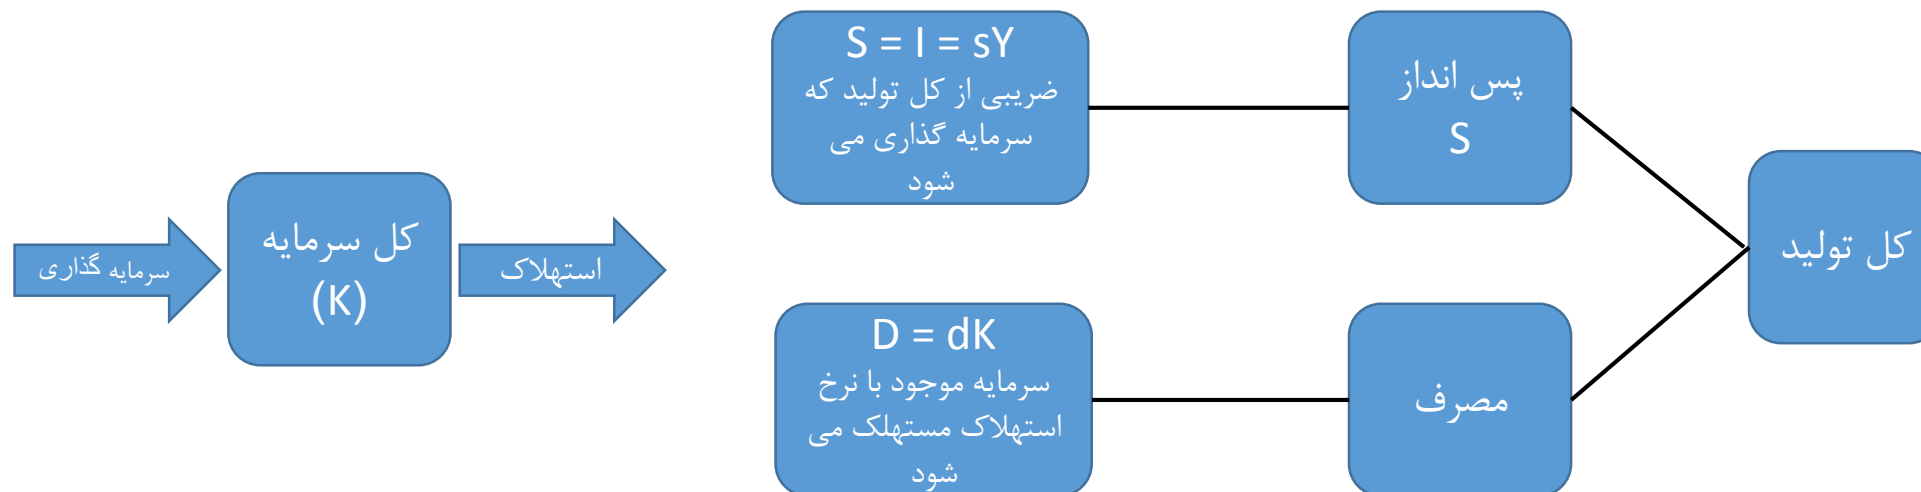 کل تولید
پس انداز
S
S = I = sY
ضریبی از کل تولید که
سرمایه گذاری می
شود
مصرف
D = dK
سرمایه موجود با نرخ
استهلاک مستهلک می
شود
سرمایه گذاری
کل سرمایه
(K)
استهلاک